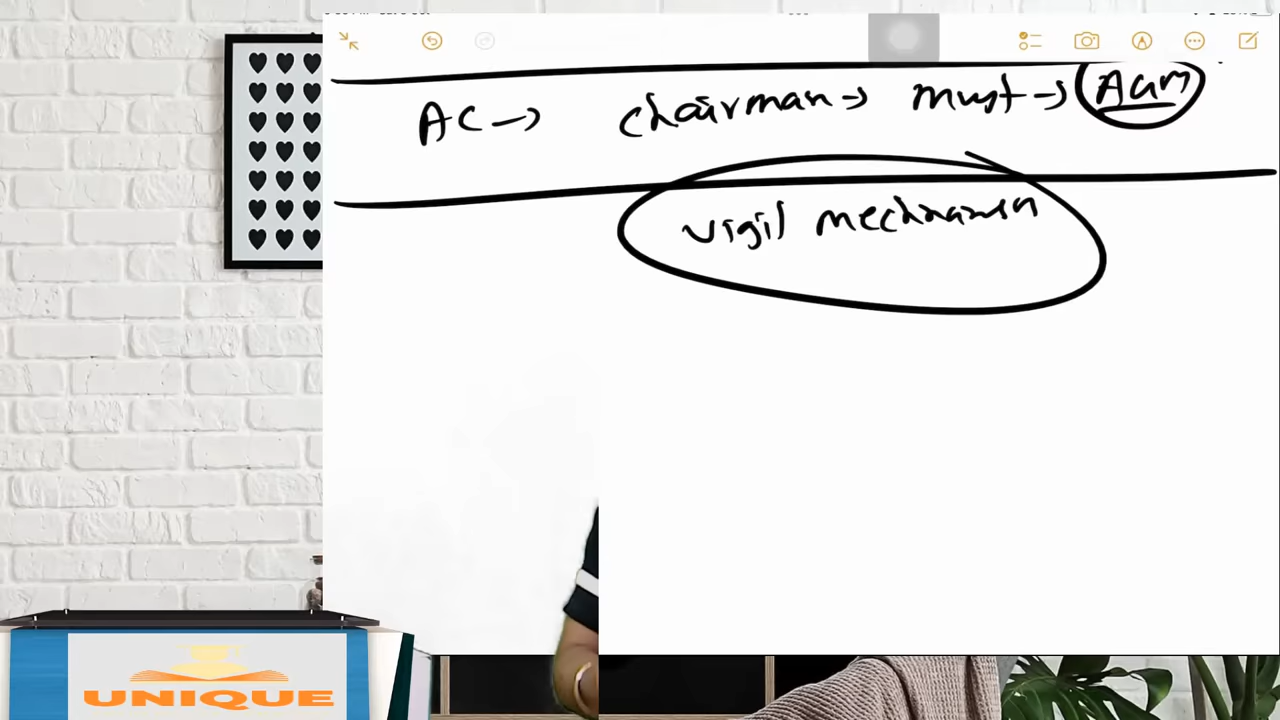 AC → chairman → must → AGM
vigil mechanism
UNIQUE